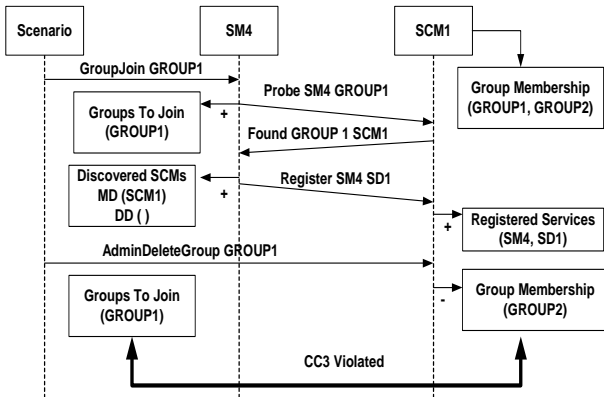 Scenario
SM4
SCM1
GroupJoin GROUP1
Group Membership
(GROUP1, GROUP2)
Probe SM4 GROUP1
Groups To Join
(GROUP1)
+
Found GROUP 1 SCM1
Discovered SCMs
MD (SCM1)
DD ( )
+
Register SM4 SD1
+
Registered Services
(SM4, SD1)
AdminDeleteGroup GROUP1
Groups To Join
(GROUP1)
-
Group Membership
(GROUP2)
CC3 Violated